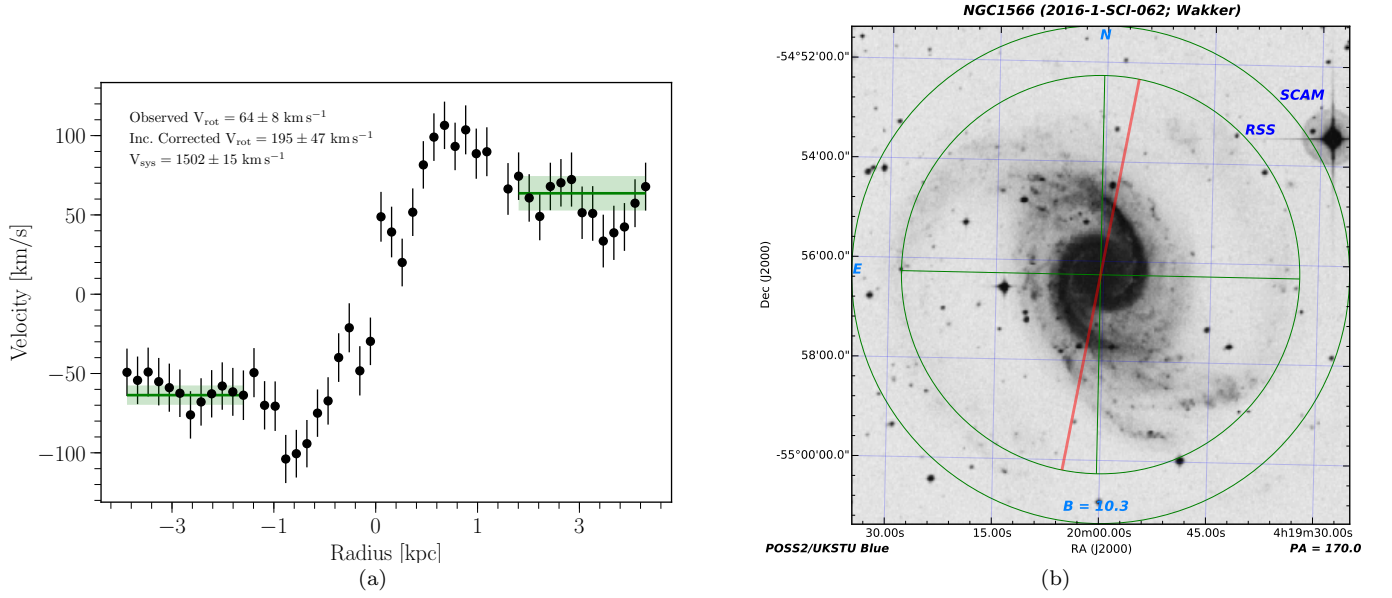 Observed V_rot = 64 ± 8 km s⁻¹
Inc. Corrected V_rot = 195 ± 47 km s⁻¹
V_sys = 1502 ± 15 km s⁻¹
Velocity [km/s]
100
50
0
−50
−100
−3
−1
0
1
3
Radius [kpc]
(a)
NGC1566 (2016-1-SCI-062; Wakker)
N
SCAM
RSS
E
B = 10.3
Dec (J2000)
-54°52'00.0"
54'00.0"
56'00.0"
58'00.0"
-55°00'00.0"
30.00s
15.00s
20m00.00s
45.00s
4h19m30.00s
POSS2/UKSTU Blue
RA (J2000)
PA = 170.0
(b)